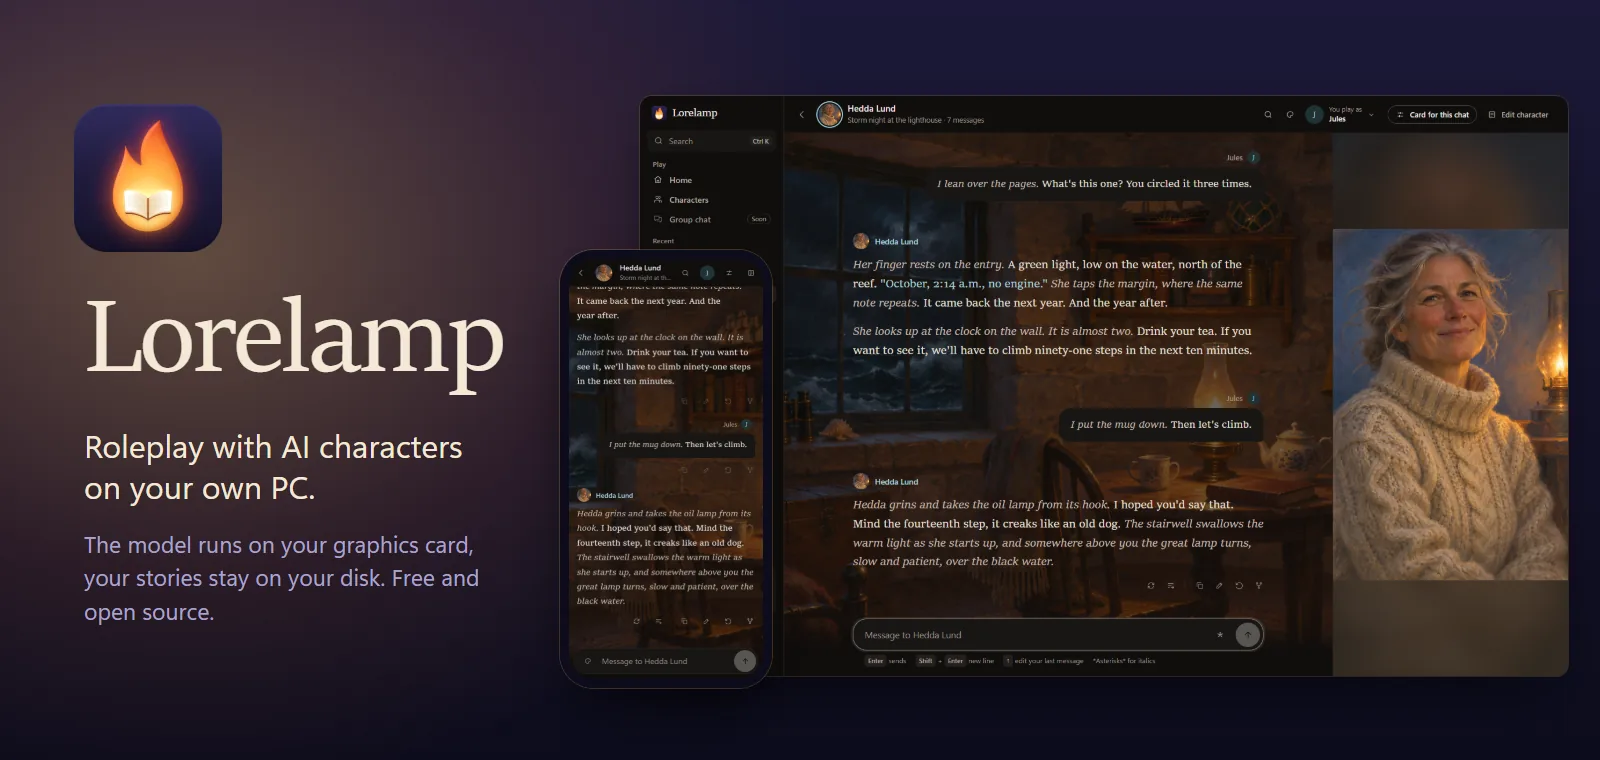 Lorelamp
Roleplay with AI characters
on your own PC.
The model runs on your graphics card,
your stories stay on your disk. Free and
open source.
Lorelamp
Search
Ctrl K
Play
Home
Characters
Group chat
Soon
Recent
Hedda Lund
Storm night at the lighthouse · 7 messages
J
You play as
Jules
Card for this chat
Edit character
Jules J
I lean over the pages. What's this one? You circled it three times.
Hedda Lund
Her finger rests on the entry. A green light, low on the water, north of the
reef. "October, 2:14 a.m., no engine." She taps the margin, where the same
note repeats. It came back the next year. And the year after.
She looks up at the clock on the wall. It is almost two. Drink your tea. If you
want to see it, we'll have to climb ninety-one steps in the next ten minutes.
Jules J
I put the mug down. Then let's climb.
Hedda Lund
Hedda grins and takes the oil lamp from its hook. I hoped you'd say that.
Mind the fourteenth step, it creaks like an old dog. The stairwell swallows the
warm light as she starts up, and somewhere above you the great lamp turns,
slow and patient, over the black water.
Message to Hedda Lund
*
Enter sends Shift + Enter new line ↑ edit your last message *Asterisks* for italics
Hedda Lund
Storm night at th...
J
the margin, where the same note repeats.
It came back the next year. And the
year after.
She looks up at the clock on the wall. It is
almost two. Drink your tea. If you want to
see it, we'll have to climb ninety-one steps
in the next ten minutes.
Jules J
I put the mug down. Then let's climb.
Hedda Lund
Hedda grins and takes the oil lamp from its
hook. I hoped you'd say that. Mind the
fourteenth step, it creaks like an old dog.
The stairwell swallows the warm light as
she starts up, and somewhere above you the
great lamp turns, slow and patient, over the
black water.
Message to Hedda Lund